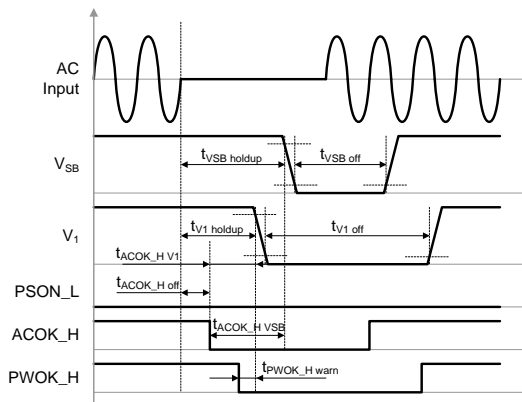 AC
Input
V_SB
t_VSB holdup
t_VSB off
V_1
t_V1 holdup
t_V1 off
t_ACOK_H V1
PSON_L
t_ACOK_H off
ACOK_H
t_ACOK_H VSB
PWOK_H
t_PWOK_H warn